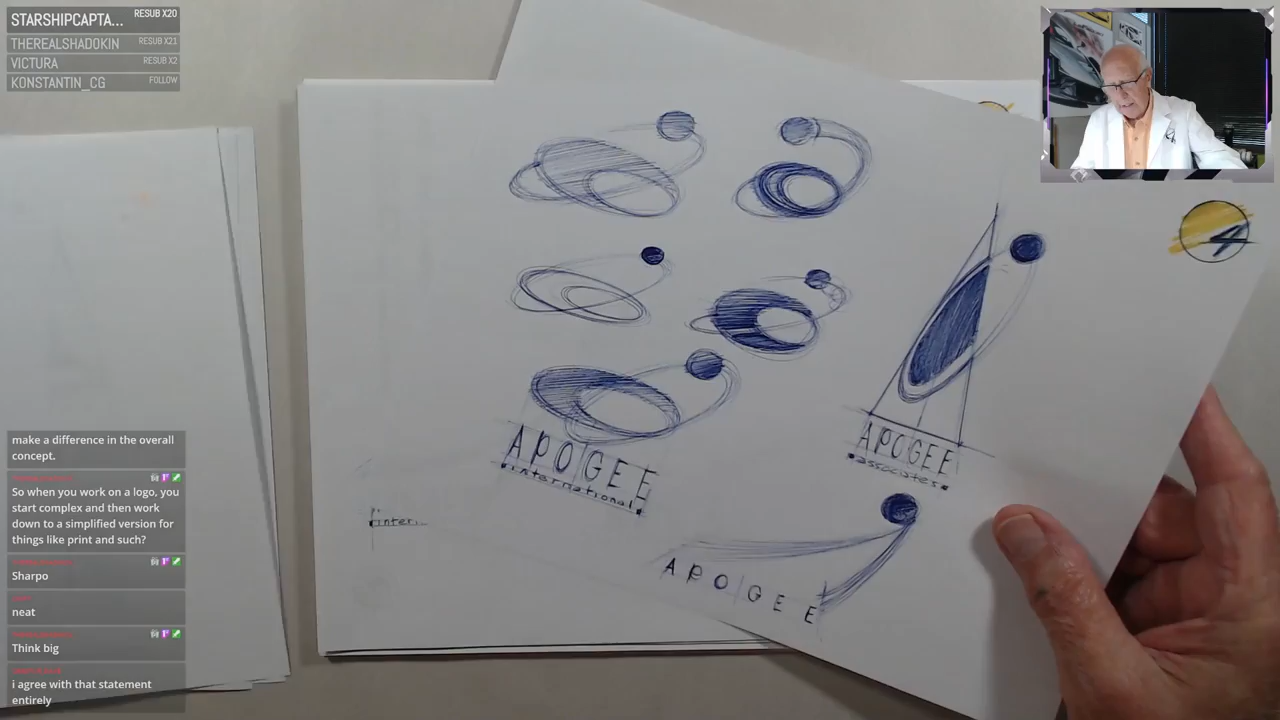 STARSHIPCAPTA... RESUB X20
THEREALSHADOKIN RESUB X21
VICTURA RESUB X2
KONSTANTIN_CG FOLLOW
make a difference in the overall
concept.
So when you work on a logo, you
start complex and then work
down to a simplified version for
things like print and such?
Sharpo
neat
Think big
i agree with that statement
entirely
APOGEE
international
inter...
APOGEE
associates
APOGEE